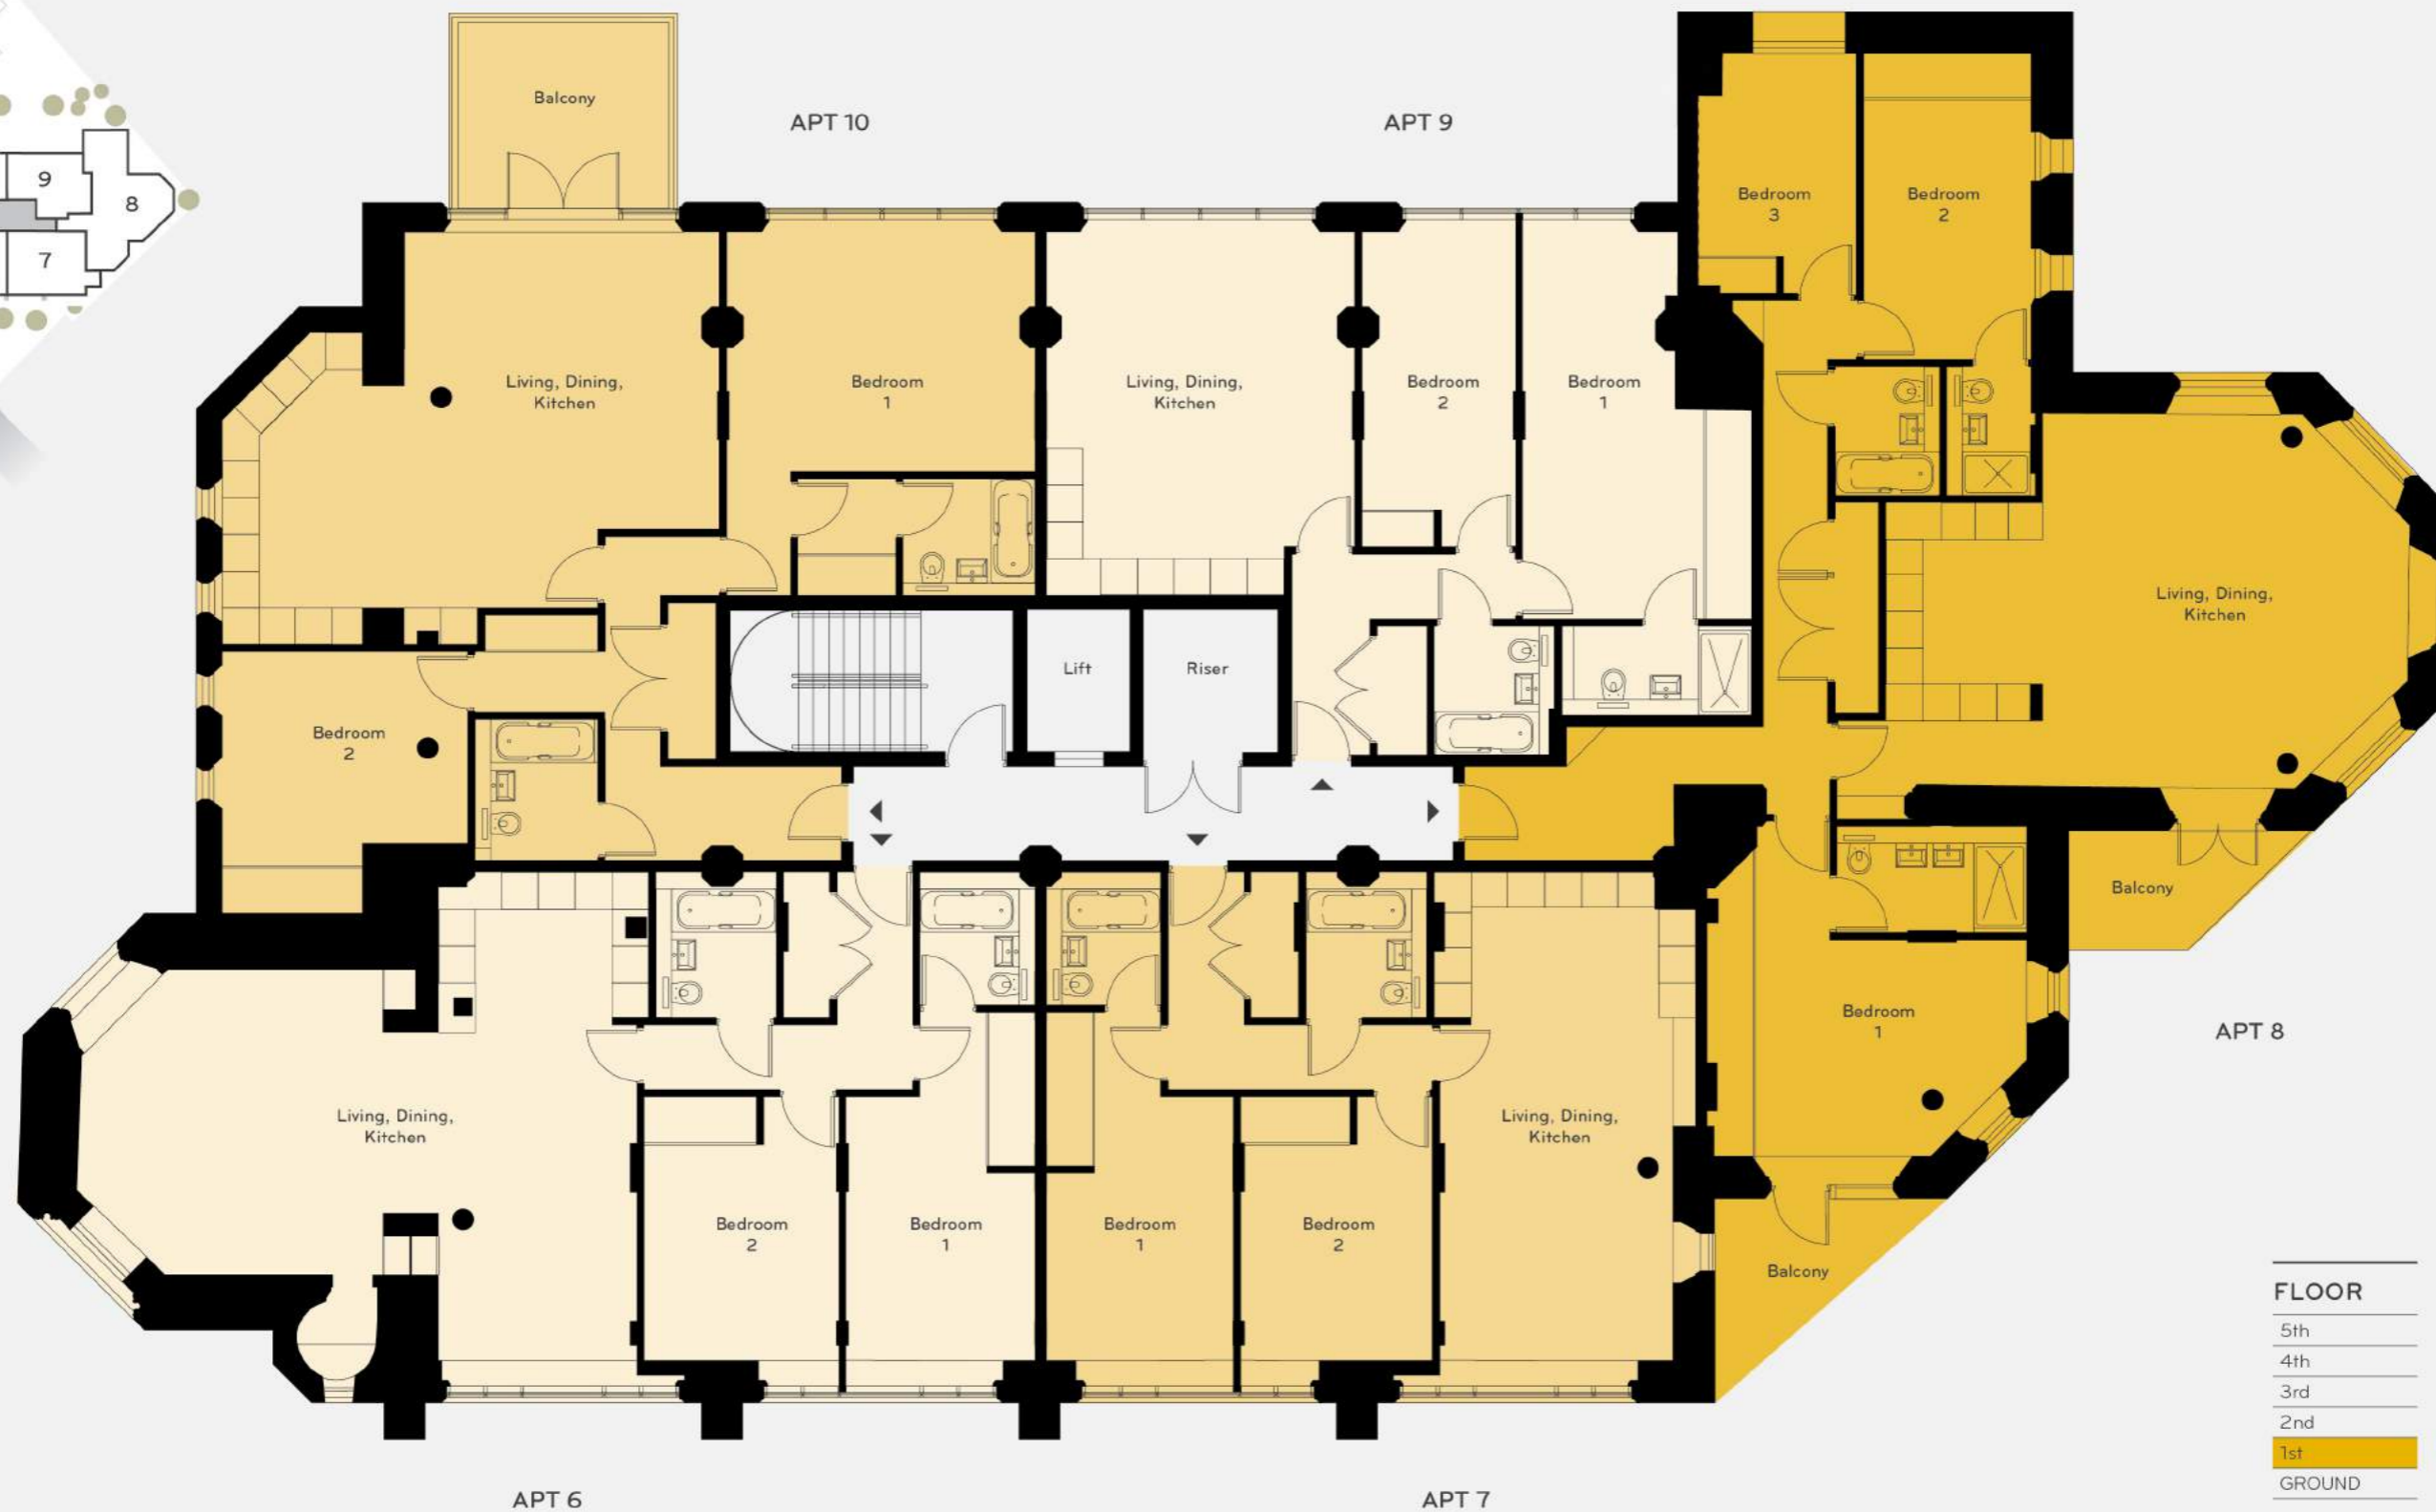 Balcony
APT 10
APT 9
9
8
7
Bedroom
3
Bedroom
2
Living, Dining,
Kitchen
Bedroom
1
Living, Dining,
Kitchen
Bedroom
2
Bedroom
1
Living, Dining,
Kitchen
Lift
Riser
Bedroom
2
Balcony
Bedroom
1
APT 8
Living, Dining,
Kitchen
Living, Dining,
Kitchen
Bedroom
2
Bedroom
1
Bedroom
1
Bedroom
2
Balcony
FLOOR
5th
4th
3rd
2nd
1st
GROUND
APT 6
APT 7